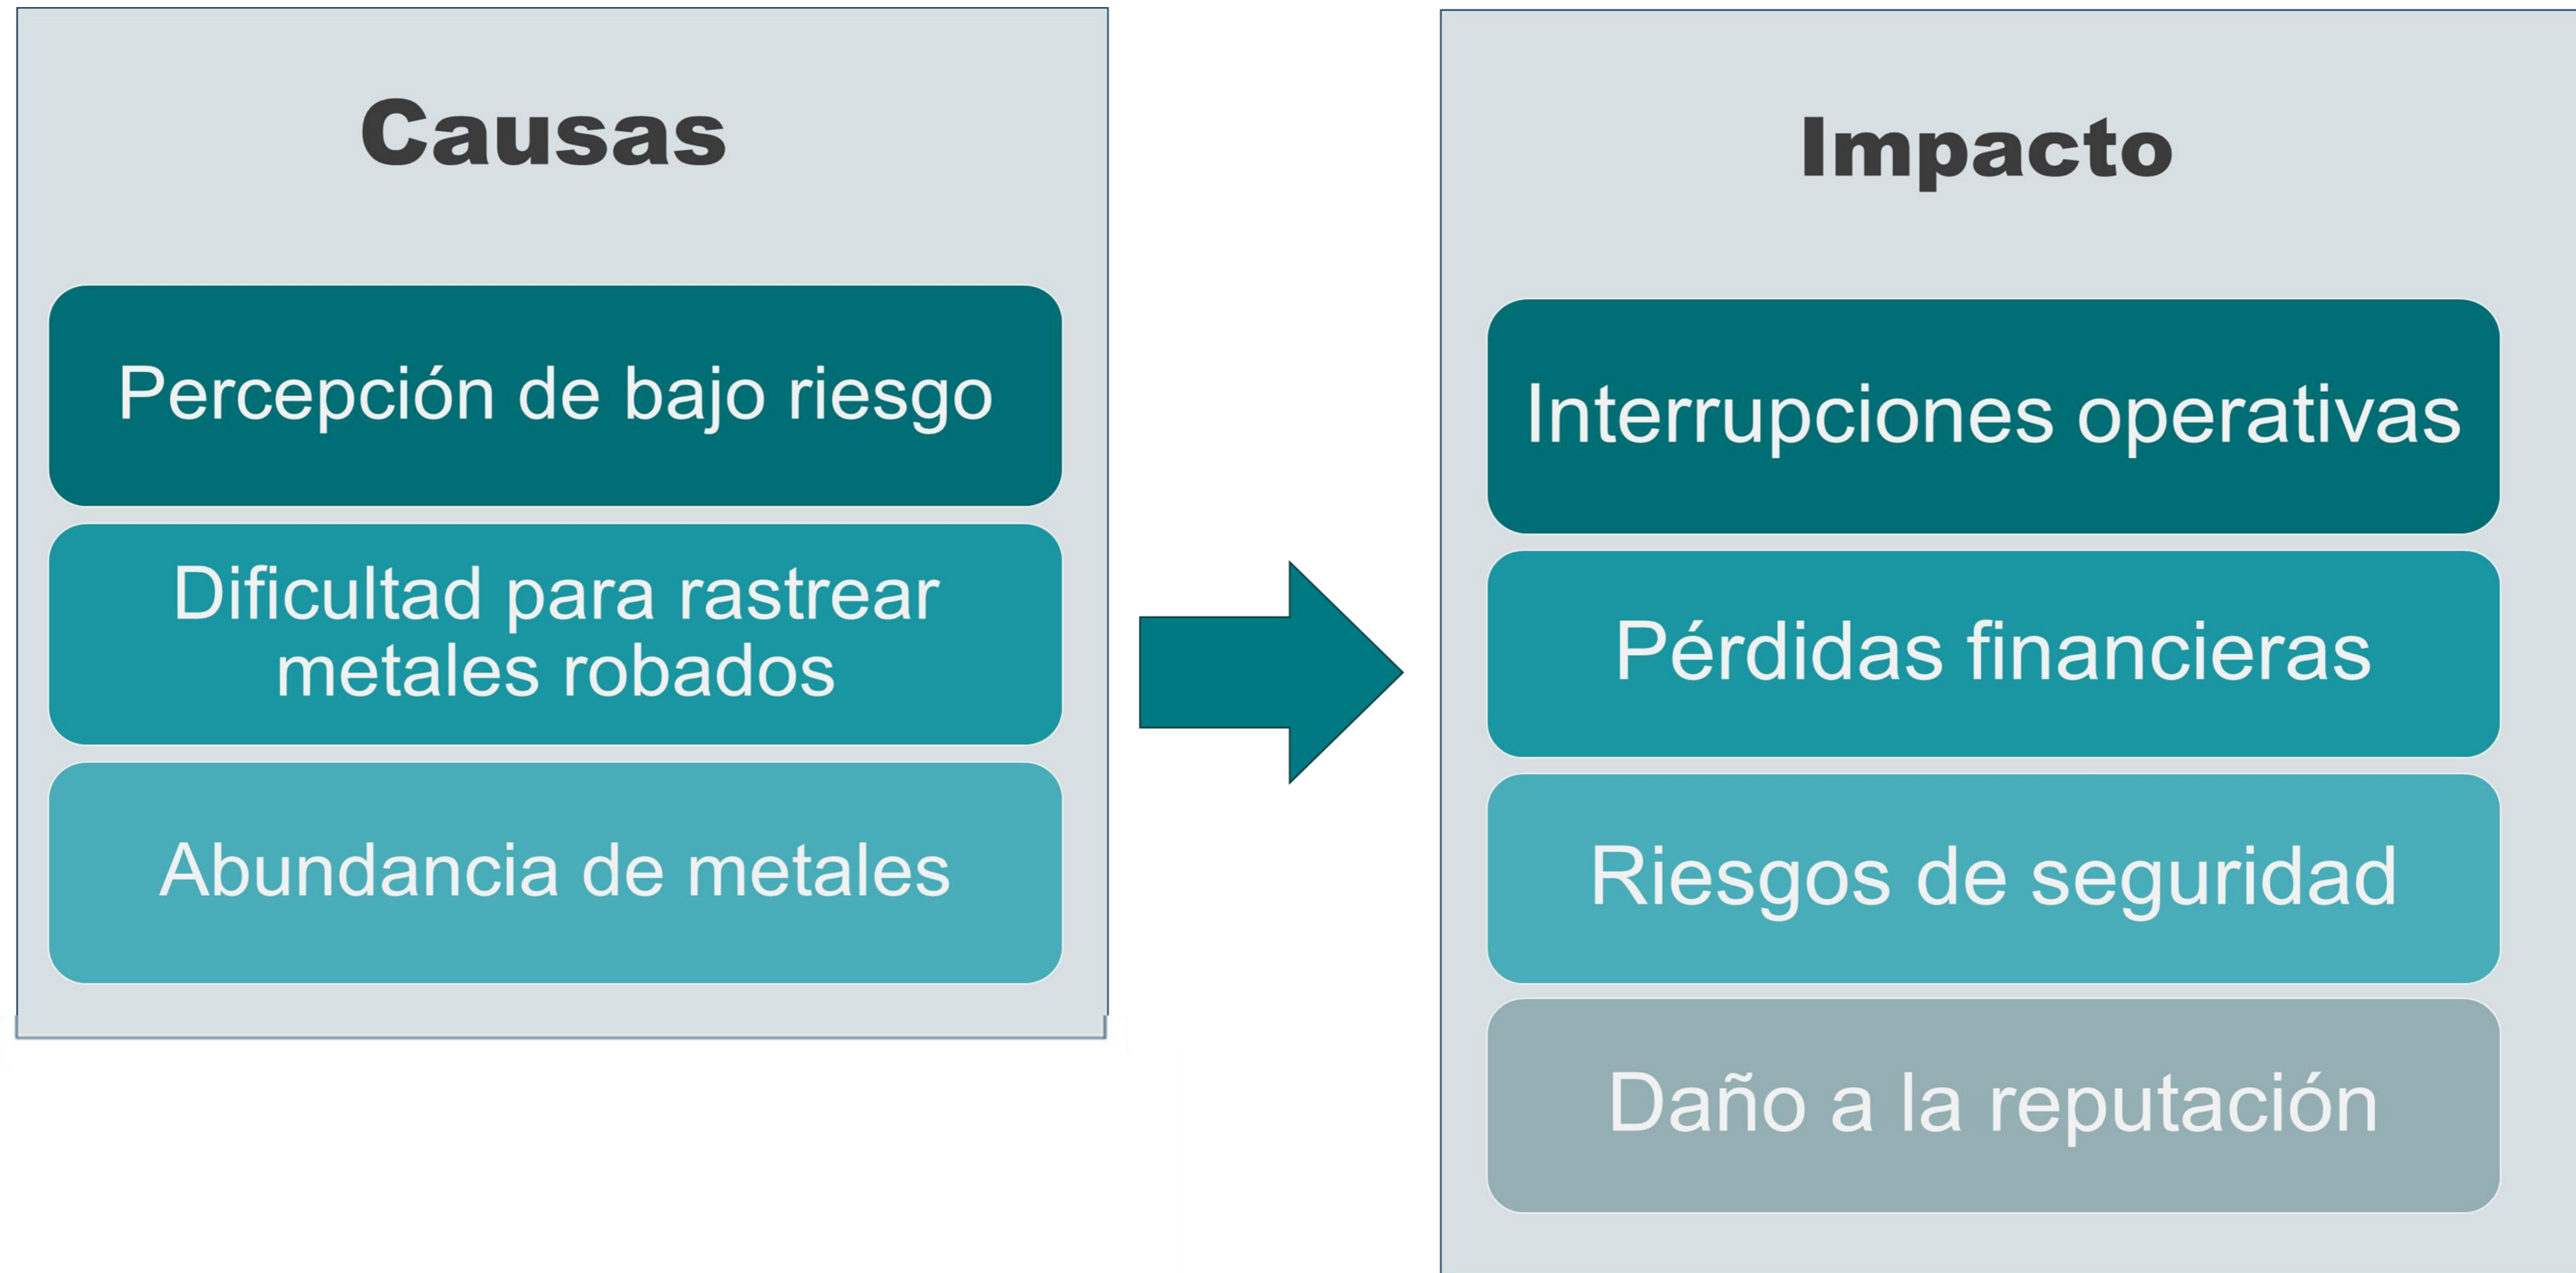 Causas
Percepción de bajo riesgo
Dificultad para rastrear
metales robados
Abundancia de metales
Impacto
Interrupciones operativas
Pérdidas financieras
Riesgos de seguridad
Daño a la reputación